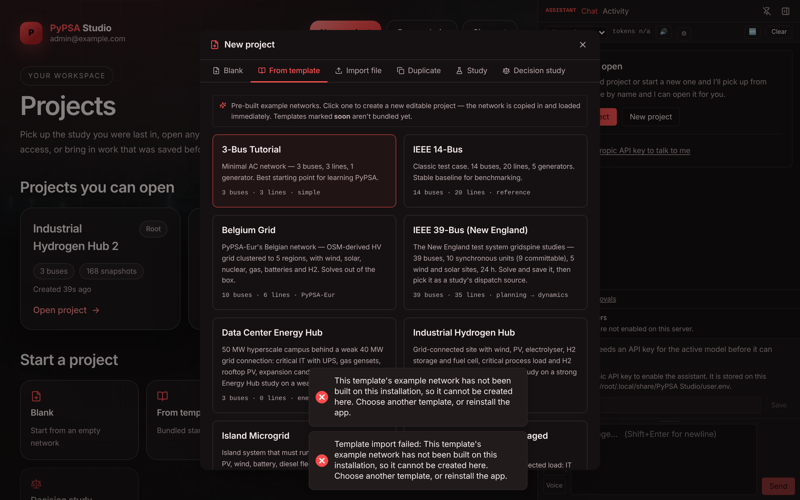 PyPSA Studio
admin@example.com
YOUR WORKSPACE
Projects
Pick up the study you were last in, open any
access, or bring in work that was saved befo
Projects you can open
Industrial
Hydrogen Hub 2
Root
3 buses
168 snapshots
Created 39s ago
Open project →
Start a project
Blank
Start from an empty
network
From temp
Bundled star
New project
Blank
From template
Import file
Duplicate
Study
Decision study
Pre-built example networks. Click one to create a new editable project — the network is copied in and loaded
immediately. Templates marked soon aren't bundled yet.
3-Bus Tutorial
Minimal AC network — 3 buses, 3 lines, 1
generator. Best starting point for learning PyPSA.
3 buses · 3 lines · simple
IEEE 14-Bus
Classic test case. 14 buses, 20 lines, 5 generators.
Stable baseline for benchmarking.
14 buses · 20 lines · reference
Belgium Grid
PyPSA-Eur's Belgian network — OSM-derived HV
grid clustered to 5 regions, with wind, solar,
nuclear, gas, batteries and H2. Solves out of the
box.
10 buses · 6 lines · PyPSA-Eur
IEEE 39-Bus (New England)
The New England test system gridspine studies —
39 buses, 10 synchronous units (9 committable), 5
wind and solar sites, 24 h. Solve and save it, then
pick it as a study's dispatch source.
39 buses · 35 lines · planning → dynamics
Data Center Energy Hub
50 MW hyperscale campus behind a weak 40 MW
grid connection: critical IT with UPS, gas gensets,
rooftop PV, expansion cand
Energy Hub study on a wea
3 buses · 0 lines · ene
Industrial Hydrogen Hub
Grid-connected site with wind, PV, electrolyser, H2
storage and fuel cell, critical process load and H2
udy on a strong
Island Microgrid
Island system that must run
PV, wind, battery, diesel fle
aged
ected load: IT
This template's example network has not been
built on this installation, so it cannot be created
here. Choose another template, or reinstall the
app.
Template import failed: This template's
example network has not been built on this
installation, so it cannot be created here.
Choose another template, or reinstall the app.
ASSISTANT
Chat
Activity
tokens n/a
Clear
open
d project or start a new one and I'll pick up from
e by name and I can open it for you.
ct
New project
ropic API key to talk to me
ovals
rs
re not enabled on this server.
eeds an API key for the active model before it can
pic API key to enable the assistant. It is stored on this
/root/.local/share/PyPSA Studio/user.env.
Save
age... (Shift+Enter for newline)
Voice
Send